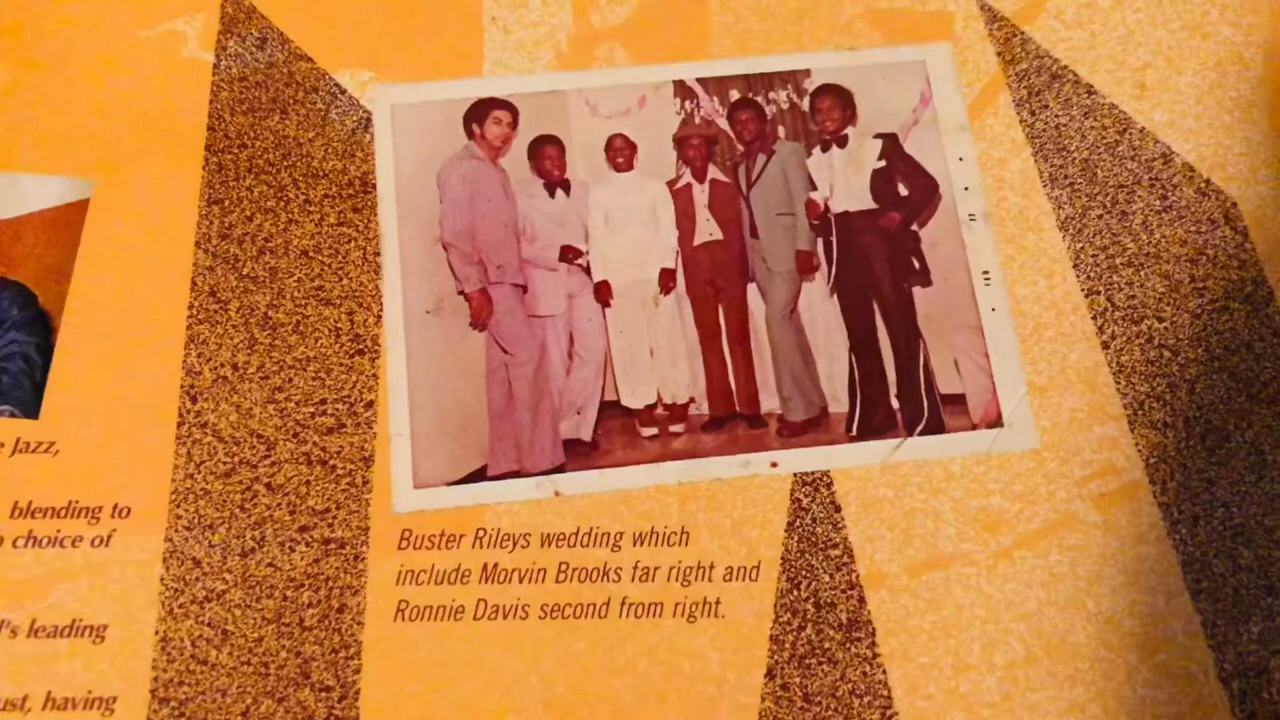 e Jazz,
blending to
choice of
's leading
ust, having
Buster Rileys wedding which
include Morvin Brooks far right and
Ronnie Davis second from right.